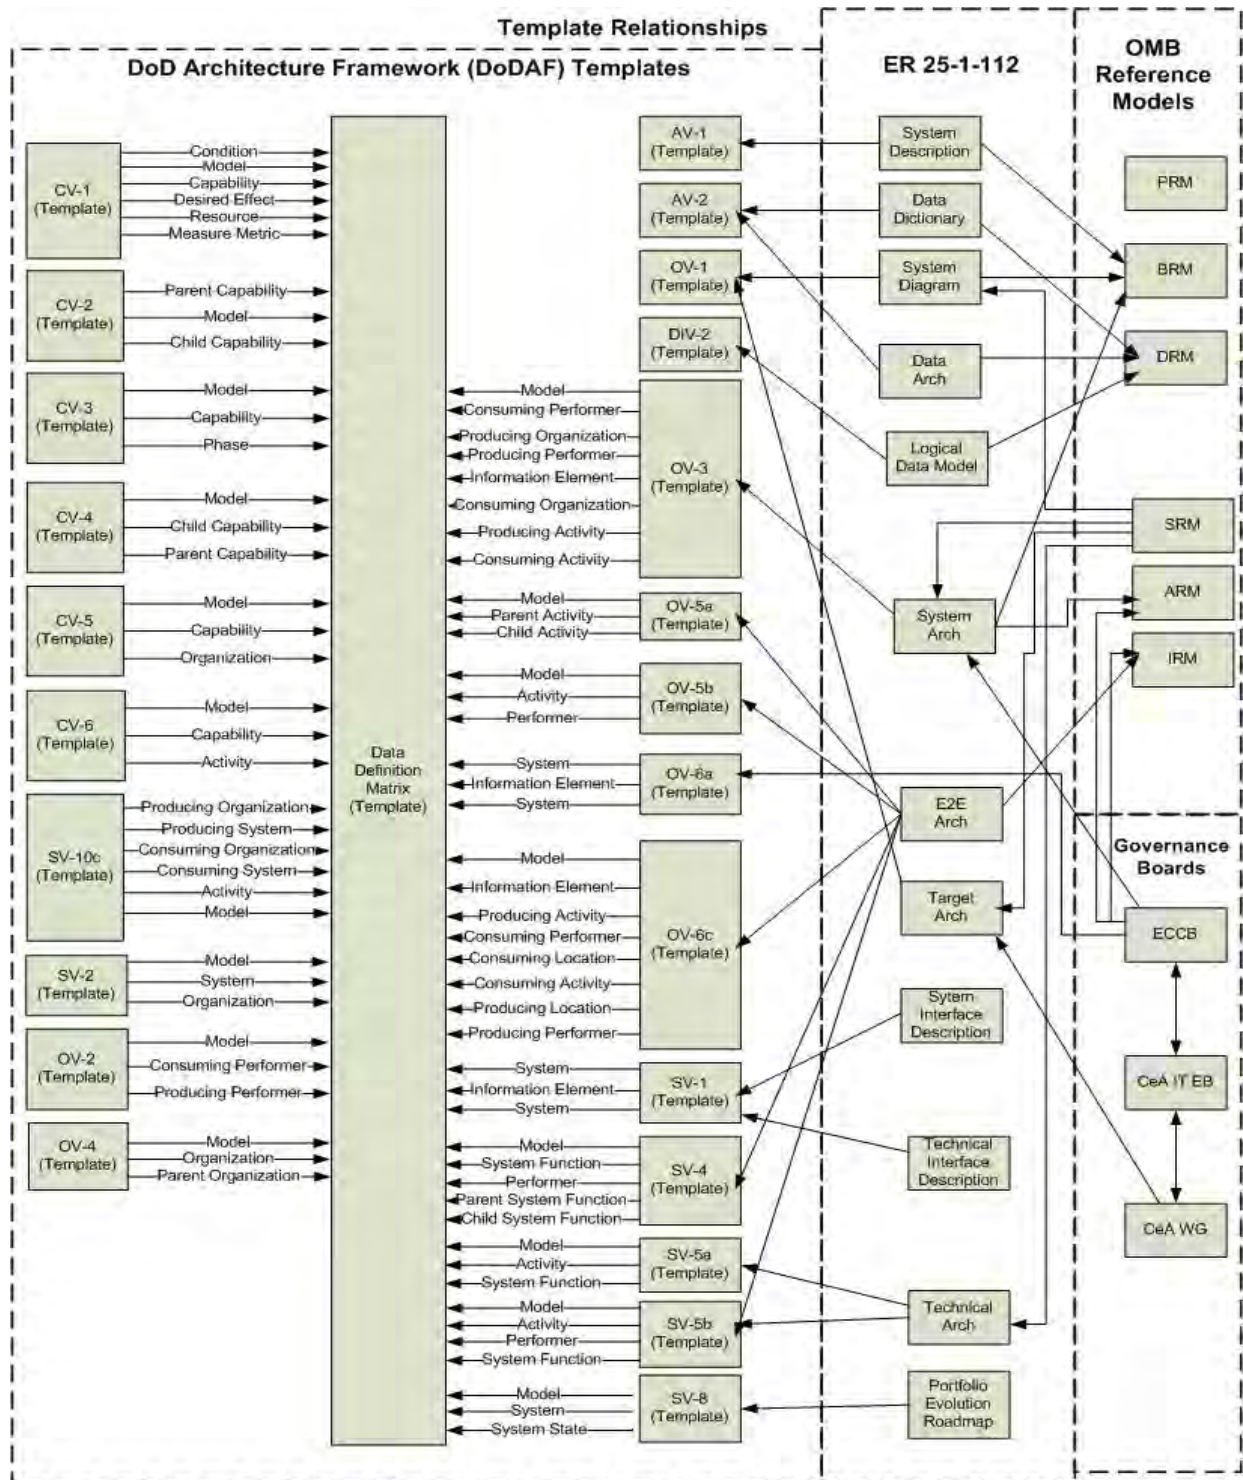 Template Relationships
DoD Architecture Framework (DoDAF) Templates
ER 25-1-112
OMB
Reference
Models
CV-1
(Template)
Condition
Model
Capability
Desired Effect
Resource
Measure Metric
CV-2
(Template)
Parent Capability
Model
Child Capability
CV-3
(Template)
Model
Capability
Phase
CV-4
(Template)
Model
Child Capability
Parent Capability
CV-5
(Template)
Model
Capability
Organization
CV-6
(Template)
Model
Capability
Activity
SV-10c
(Template)
Producing Organization
Producing System
Consuming Organization
Consuming System
Activity
Model
SV-2
(Template)
Model
System
Organization
OV-2
(Template)
Model
Consuming Performer
Producing Performer
OV-4
(Template)
Model
Organization
Parent Organization
Data
Definition
Matrix
(Template)
AV-1
(Template)
AV-2
(Template)
OV-1
(Template)
DIV-2
(Template)
Model
Consuming Performer
Producing Organization
Producing Performer
Information Element
Consuming Organization
Producing Activity
Consuming Activity
OV-3
(Template)
Model
Parent Activity
Child Activity
OV-5a
(Template)
Model
Activity
Performer
OV-5b
(Template)
System
Information Element
System
OV-6a
(Template)
Model
Information Element
Producing Activity
Consuming Performer
Consuming Location
Consuming Activity
Producing Location
Producing Performer
OV-6c
(Template)
System
Information Element
System
SV-1
(Template)
Model
System Function
Performer
Parent System Function
Child System Function
SV-4
(Template)
Model
Activity
System Function
SV-5a
(Template)
Model
Activity
Performer
System Function
SV-5b
(Template)
Model
System
System State
SV-8
(Template)
System
Description
Data
Dictionary
System
Diagram
Data
Arch
Logical
Data Model
System
Arch
E2E
Arch
Target
Arch
Sytem
Interface
Description
Technical
Interface
Description
Technical
Arch
Portfolio
Evolution
Roadmap
PRM
BRM
DRM
SRM
ARM
IRM
Governance
Boards
ECCB
CeA IT EB
CeA WG